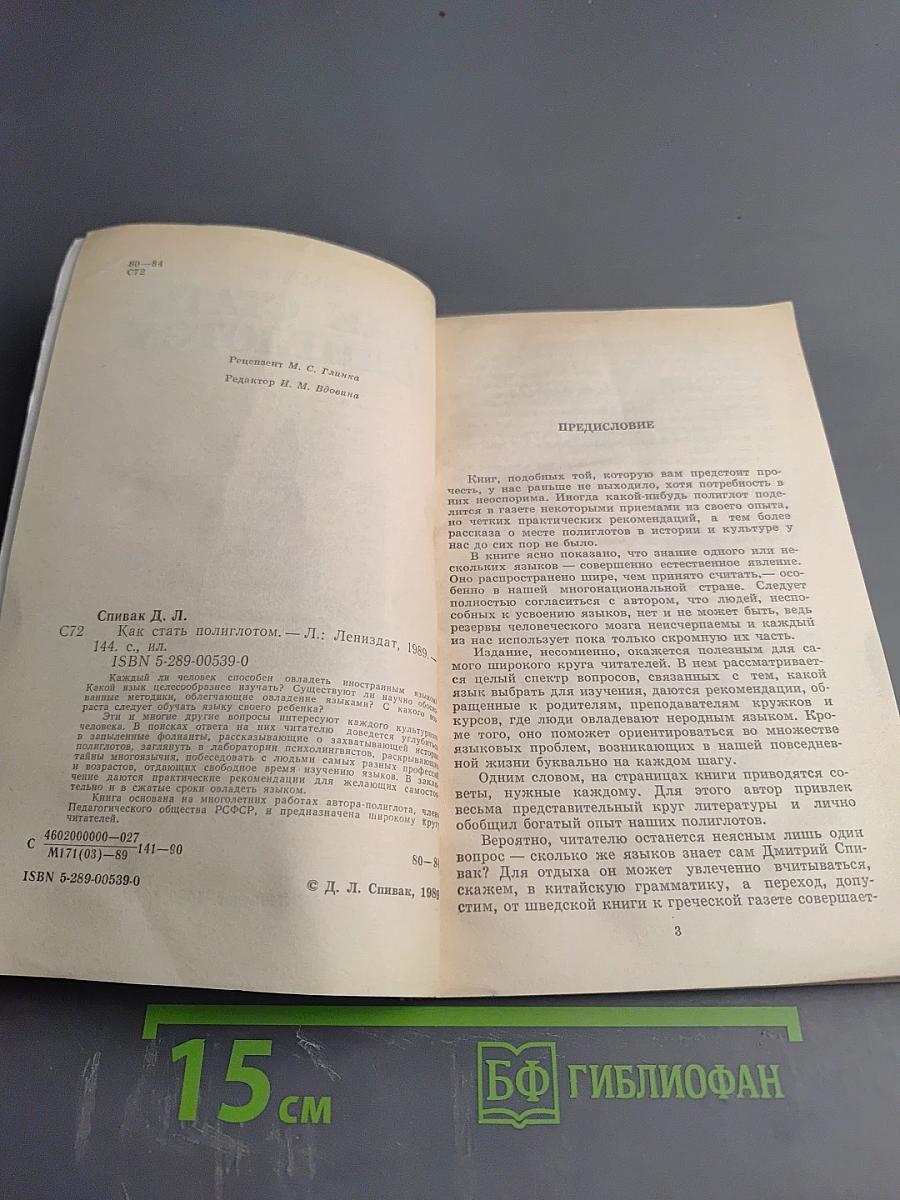 80—84
С72
Рецензент М. С. Глинка
Редактор И. М. Вдовина
Спивак Д. Л.
С72 Как стать полиглотом. — Л.: Лениздат, 1989.—
144. с., ил.
ISBN 5-289-00539-0
Каждый ли человек способен овладеть иностранным языком
Какой язык целесообразнее изучать? Существуют ли научно обосно
ванные методики, облегчающие овладение языками? С какого воз
раста следует обучать языку своего ребенка?
Эти и многие другие вопросы интересуют каждого культурного
человека. В поисках ответа на них читателю доведется углубиться
в запыленные фолианты, рассказывающие о захватывающей истории
полиглотов, заглянуть в лаборатории психолингвистов, раскрывающих
тайны многоязычия, побеседовать с людьми самых разных профессий
и возрастов, отдающих свободное время изучению языков. В заклю
чение даются практические рекомендации для желающих самостоя
тельно и в сжатые сроки овладеть языком.
Книга основана на многолетних работах автора-полиглота, члена
Педагогического общества РСФСР, и предназначена широкому кругу
читателей.
С 4602000000—027
М171(03)—89 141—90
80—84
ISBN 5-289-00539-0
© Д. Л. Спивак, 1989
ПРЕДИСЛОВИЕ
Книг, подобных той, которую вам предстоит про-
честь, у нас раньше не выходило, хотя потребность в
них неоспорима. Иногда какой-нибудь полиглот поде-
лится в газете некоторыми приемами из своего опыта,
но четких практических рекомендаций, а тем более
рассказа о месте полиглотов в истории и культуре у
нас до сих пор не было.
В книге ясно показано, что знание одного или не-
скольких языков — совершенно естественное явление.
Оно распространено шире, чем принято считать,— осо-
бенно в нашей многонациональной стране. Следует
полностью согласиться с автором, что людей, неспо-
собных к усвоению языков, нет и не может быть, ведь
резервы человеческого мозга неисчерпаемы и каждый
из нас использует пока только скромную их часть.
Издание, несомненно, окажется полезным для са-
мого широкого круга читателей. В нем рассматривает-
ся целый спектр вопросов, связанных с тем, какой
язык выбрать для изучения, даются рекомендации, об-
ращенные к родителям, преподавателям кружков и
курсов, где люди овладевают неродным языком. Кро-
ме того, оно поможет ориентироваться во множестве
языковых проблем, возникающих в нашей повседнев-
ной жизни буквально на каждом шагу.
Одним словом, на страницах книги приводятся со-
веты, нужные каждому. Для этого автор привлек
весьма представительный круг литературы и лично
обобщил богатый опыт наших полиглотов.
Вероятно, читателю останется неясным лишь один
вопрос — сколько же языков знает сам Дмитрий Спи-
вак? Для отдыха он может увлеченно вчитываться,
скажем, в китайскую грамматику, а переход, допу-
стим, от шведской книги к греческой газете совершает-
3
15 см
БФ ГИБЛИОФАН